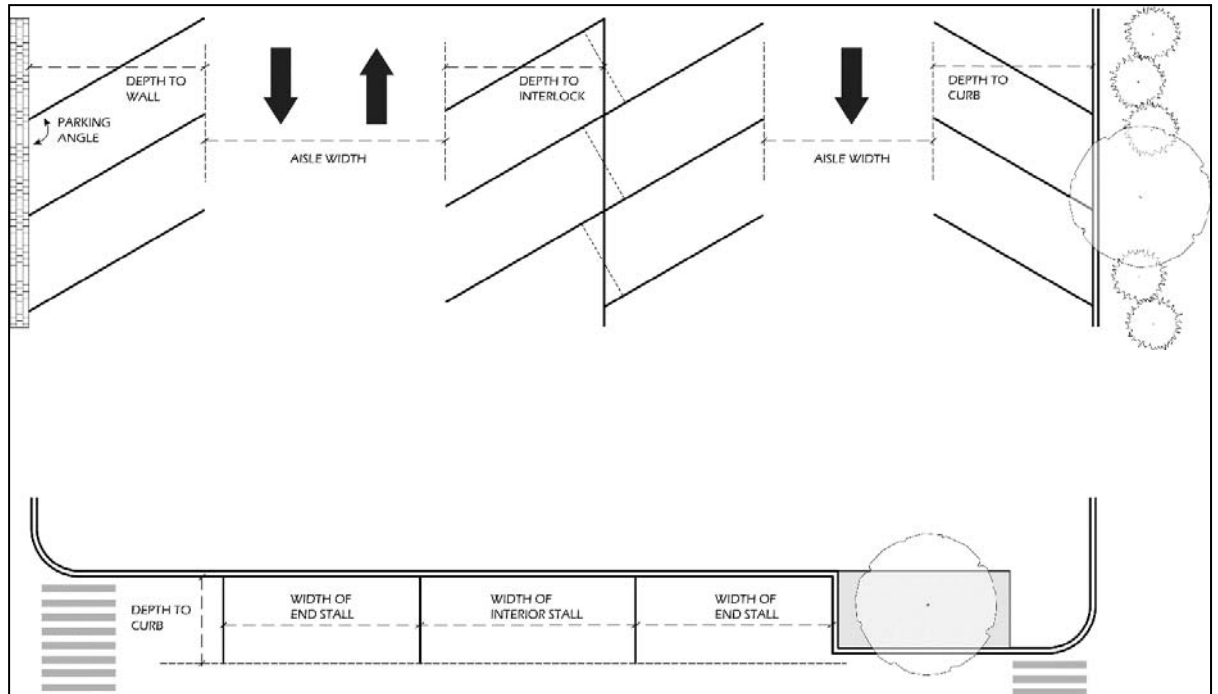 DEPTH TO
WALL
PARKING
ANGLE
AISLE WIDTH
DEPTH TO
INTERLOCK
AISLE WIDTH
DEPTH TO
CURB
DEPTH TO
CURB
WIDTH OF
END STALL
WIDTH OF
INTERIOR STALL
WIDTH OF
END STALL